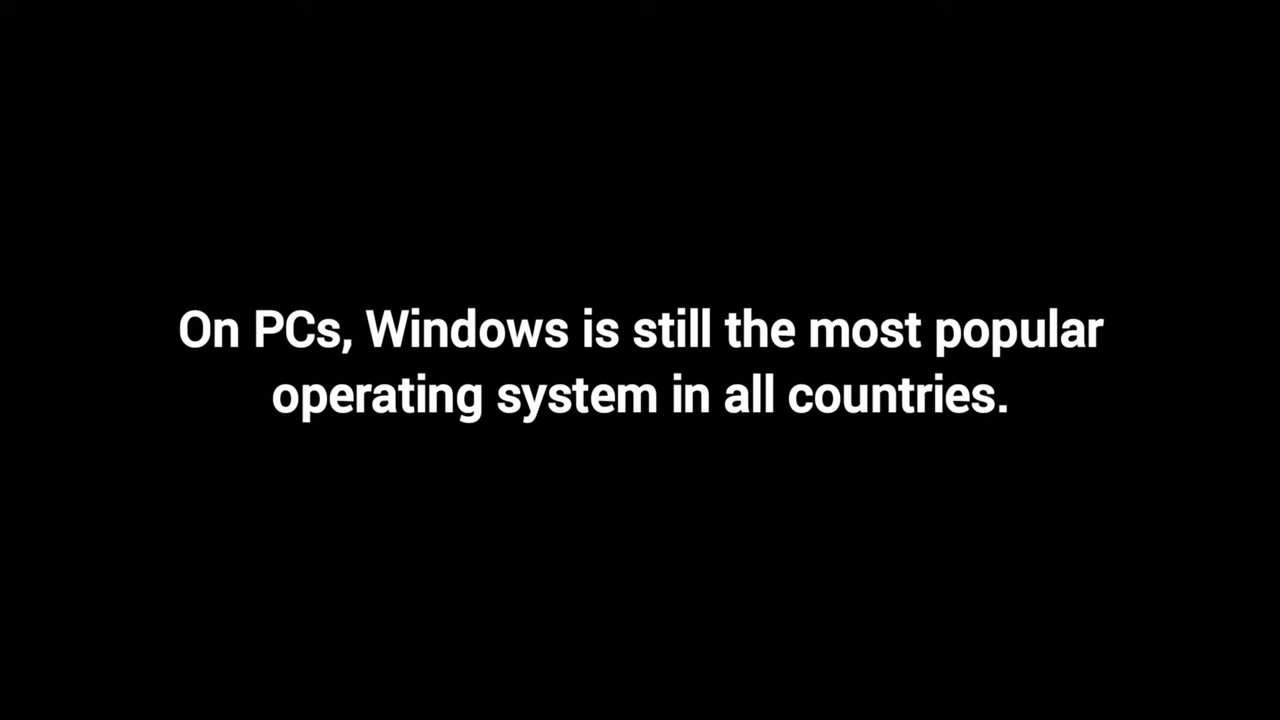 On PCs, Windows is still the most popular
operating system in all countries.